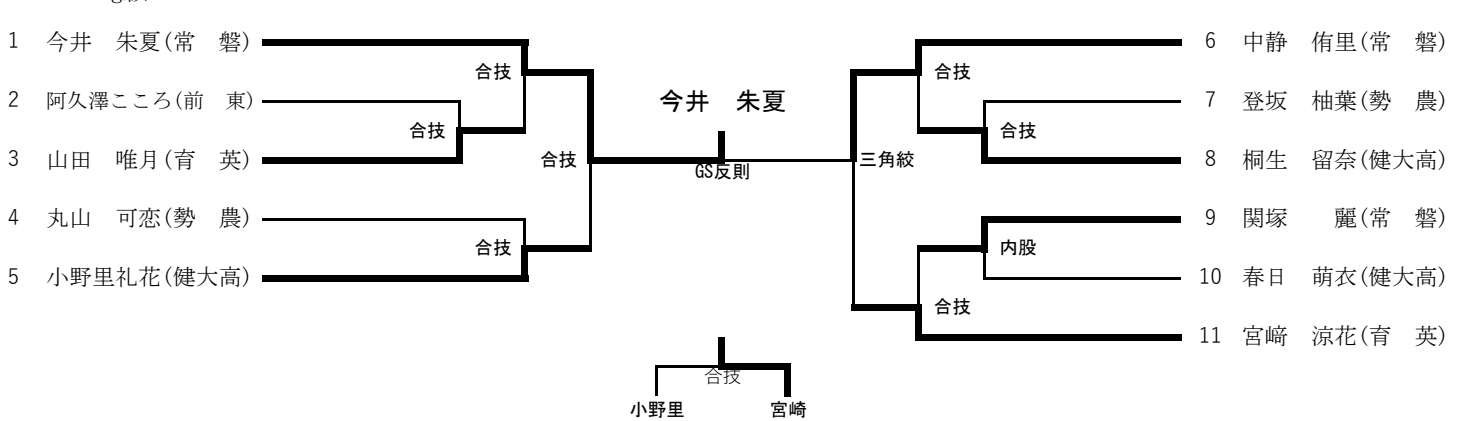 1 今井 朱夏(常 磐)
2 阿久澤こころ(前 東)
3 山田 唯月(育 英)
4 丸山 可恋(勢 農)
5 小野里礼花(健大高)
合技
合技
合技
合技
今井 朱夏
GS反則
三角絞
合技
合技
内股
合技
6 中静 侑里(常 磐)
7 登坂 柚葉(勢 農)
8 桐生 留奈(健大高)
9 関塚 麗(常 磐)
10 春日 萌衣(健大高)
11 宮﨑 涼花(育 英)
合技
小野里 宮崎